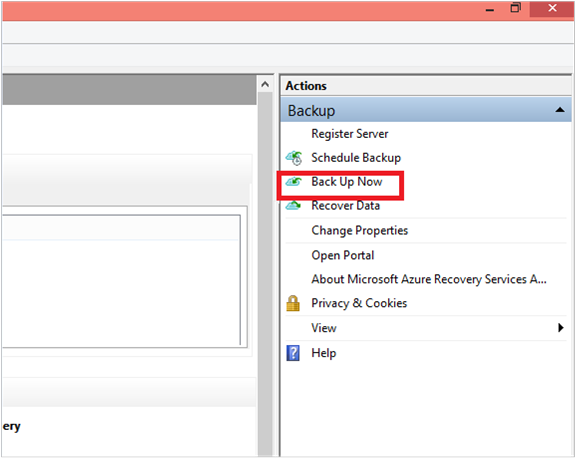 Actions
Backup
Register Server
Schedule Backup
Back Up Now
Recover Data
Change Properties
Open Portal
About Microsoft Azure Recovery Services A...
Privacy & Cookies
View
Help
ery